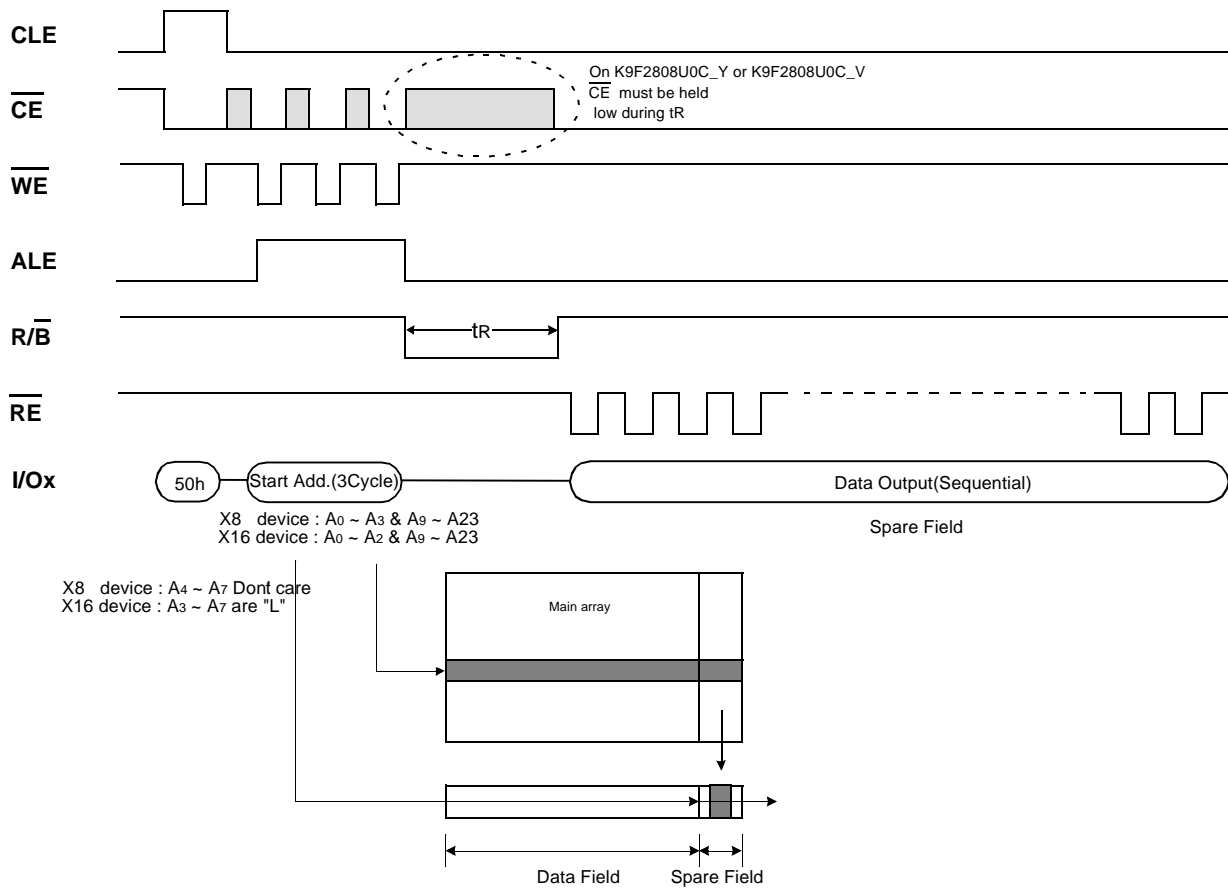 CLE
On K9F2808U0C_Y or K9F2808U0C_V
CE must be held
low during tR
CE
WE
ALE
R/B
tR
RE
I/Ox
50h
Start Add.(3Cycle)
Data Output(Sequential)
X8 device : A0 ~ A3 & A9 ~ A23
X16 device : A0 ~ A2 & A9 ~ A23
Spare Field
X8 device : A4 ~ A7 Dont care
X16 device : A3 ~ A7 are "L"
Main array
Data Field
Spare Field